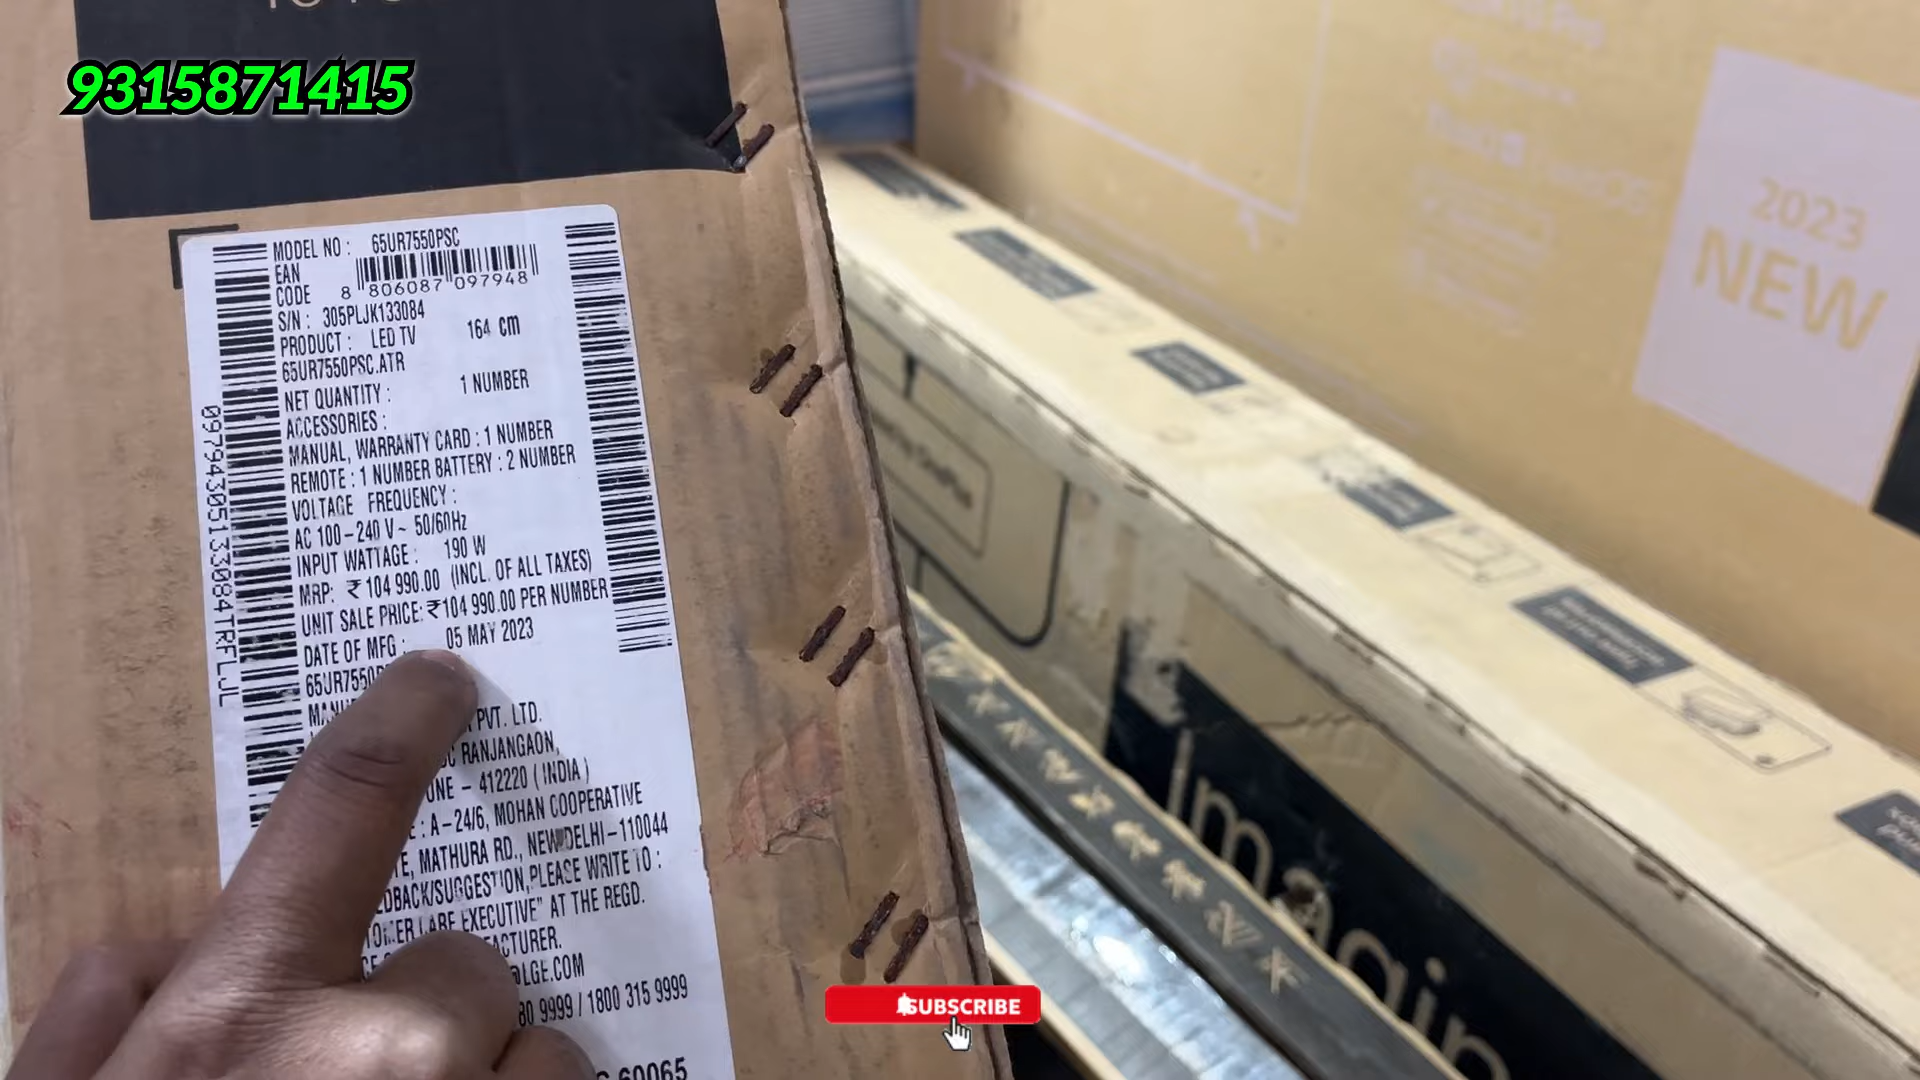 9315871415
MODEL NO : 65UR7550PSC
EAN
CODE 8 806087 097948
S/N : 305PLJK133084
PRODUCT : LED TV 164 cm
65UR7550PSC.ATR
NET QUANTITY : 1 NUMBER
ACCESSORIES :
MANUAL, WARRANTY CARD : 1 NUMBER
REMOTE : 1 NUMBER BATTERY : 2 NUMBER
VOLTAGE FREQUENCY :
AC 100-240 V~ 50/60Hz
INPUT WATTAGE : 190 W
MRP: ₹104 990.00 (INCL. OF ALL TAXES)
UNIT SALE PRICE: ₹104 990.00 PER NUMBER
DATE OF MFG : 05 MAY 2023
65UR7550
PVT. LTD.
RANJANGAON,
- 412220 ( INDIA )
: A-24/6, MOHAN COOPERATIVE
MATHURA RD., NEW DELHI-110044
SUGGESTION, PLEASE WRITE TO :
EXECUTIVE" AT THE REGD.
LGE.COM
9999 / 1800 315 9999
60065
2023
NEW
Imagin
SUBSCRIBE